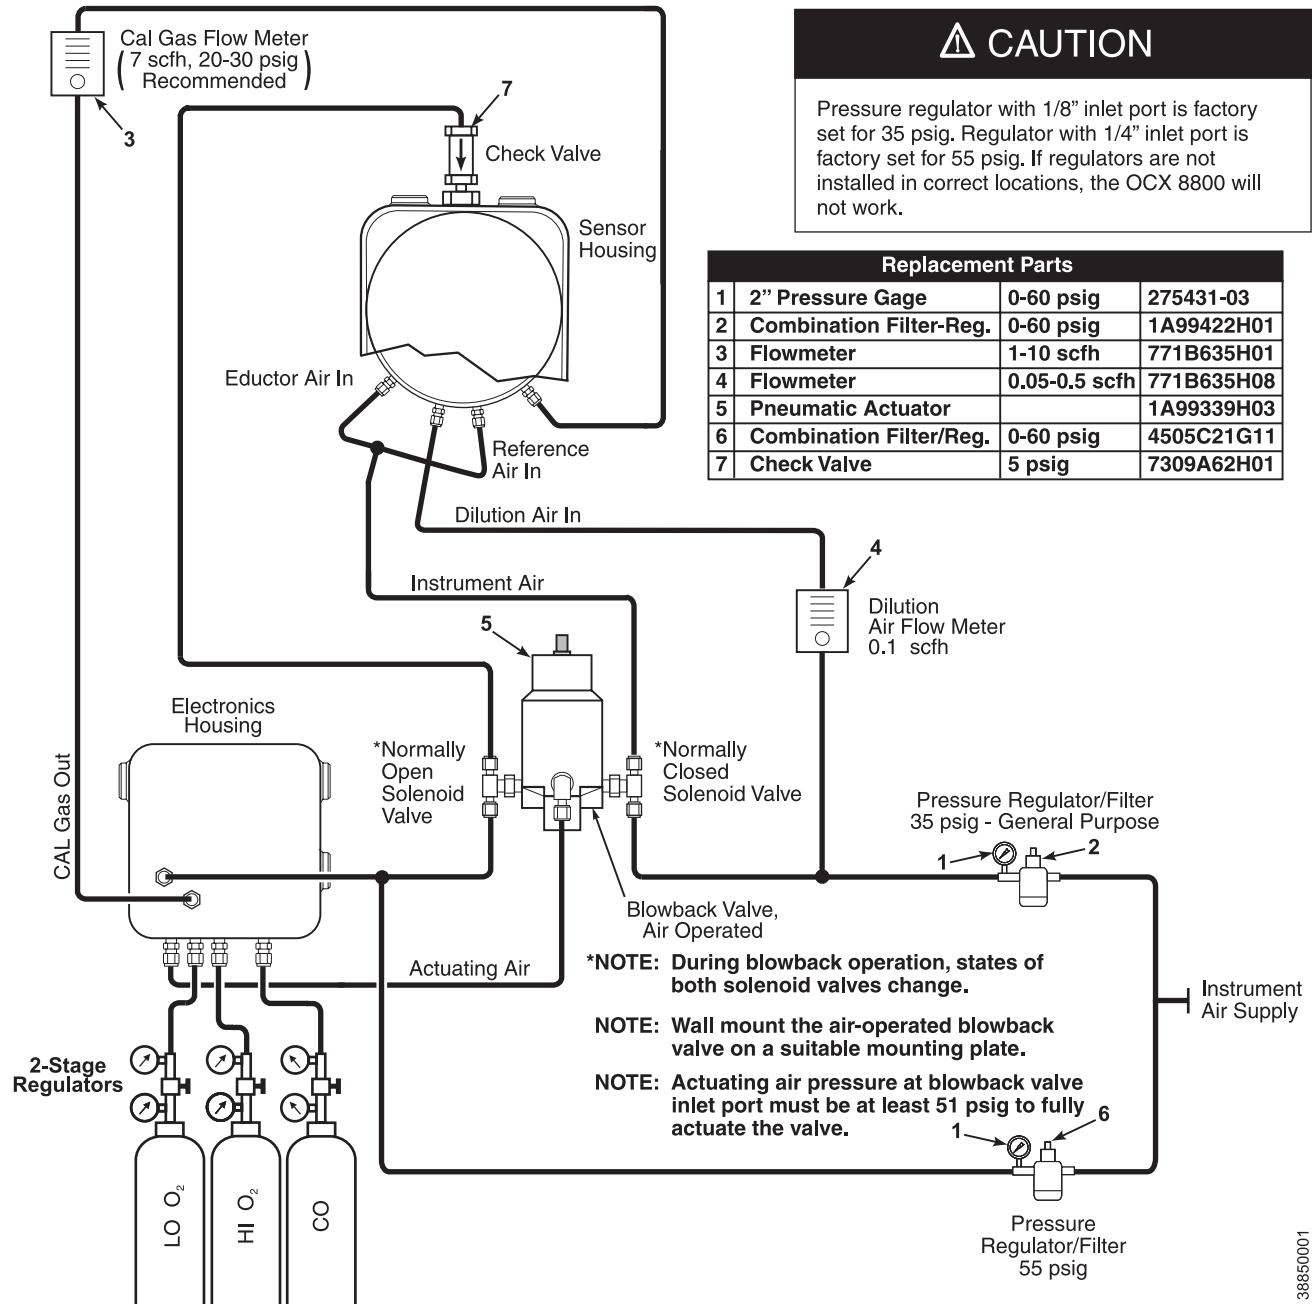 Cal Gas Flow Meter
( 7 scfh, 20-30 psig )
Recommended
3
7
Check Valve
Sensor
Housing
⚠ CAUTION
Pressure regulator with 1/8” inlet port is factory
set for 35 psig. Regulator with 1/4” inlet port is
factory set for 55 psig. If regulators are not
installed in correct locations, the OCX 8800 will
not work.
Replacement Parts
1 2” Pressure Gage 0-60 psig 275431-03
2 Combination Filter-Reg. 0-60 psig 1A99422H01
3 Flowmeter 1-10 scfh 771B635H01
4 Flowmeter 0.05-0.5 scfh 771B635H08
5 Pneumatic Actuator 1A99339H03
6 Combination Filter/Reg. 0-60 psig 4505C21G11
7 Check Valve 5 psig 7309A62H01
Eductor Air In
Reference
Air In
Dilution Air In
Instrument Air
4
Dilution
Air Flow Meter
0.1 scfh
5
Electronics
Housing
*Normally
Open
Solenoid
Valve
*Normally
Closed
Solenoid Valve
CAL Gas Out
Pressure Regulator/Filter
35 psig - General Purpose
1
2
Blowback Valve,
Air Operated
Actuating Air
*NOTE: During blowback operation, states of
both solenoid valves change.
NOTE: Wall mount the air-operated blowback
valve on a suitable mounting plate.
NOTE: Actuating air pressure at blowback valve
inlet port must be at least 51 psig to fully
actuate the valve.
Instrument
Air Supply
2-Stage
Regulators
1
6
LO O₂
HI O₂
CO
Pressure
Regulator/Filter
55 psig
38850001